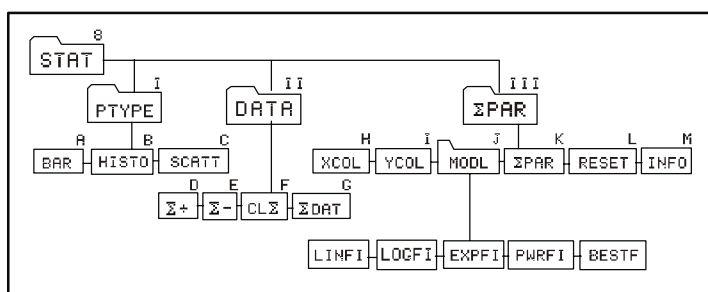 8
STAT
I II III
PTYPE DATA ΣPAR
A B C H I J K L M
BAR HISTO SCATT XCOL YCOL MODL ΣPAR RESET INFO
D E F G
Σ+ Σ- CLΣ ΣDAT
LINFI LOGFI EXPFI PWRFI BESTF